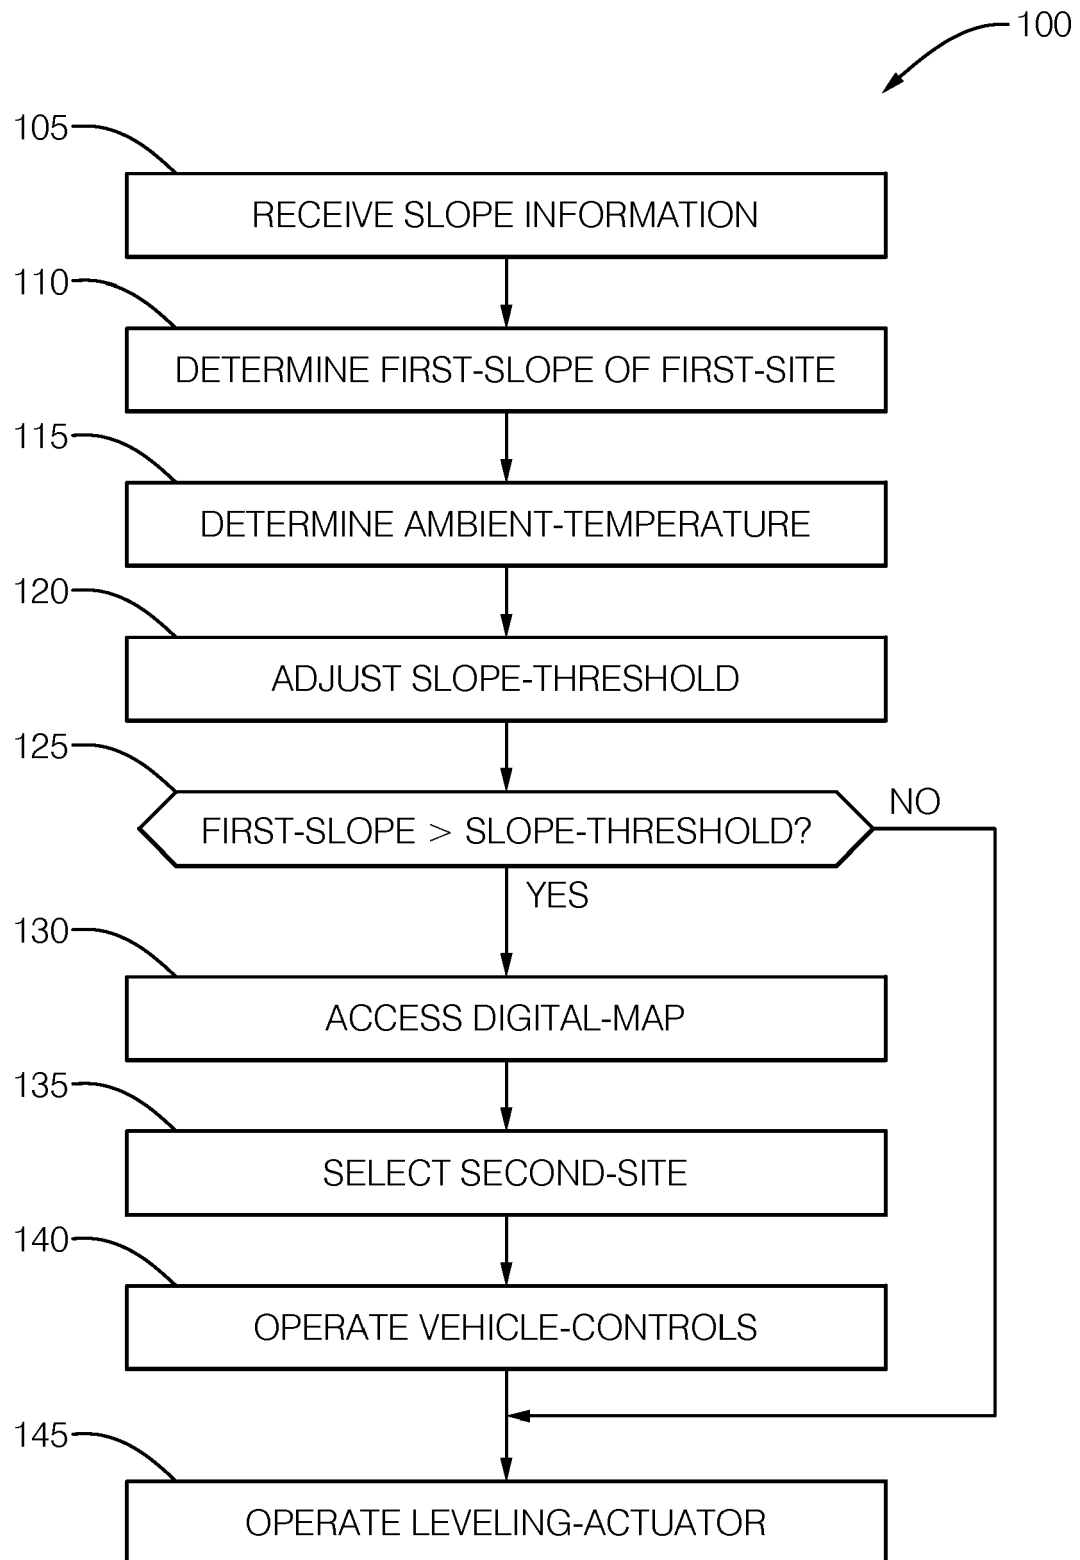 100
105
RECEIVE SLOPE INFORMATION
110
DETERMINE FIRST-SLOPE OF FIRST-SITE
115
DETERMINE AMBIENT-TEMPERATURE
120
ADJUST SLOPE-THRESHOLD
125
FIRST-SLOPE > SLOPE-THRESHOLD?
NO
YES
130
ACCESS DIGITAL-MAP
135
SELECT SECOND-SITE
140
OPERATE VEHICLE-CONTROLS
145
OPERATE LEVELING-ACTUATOR